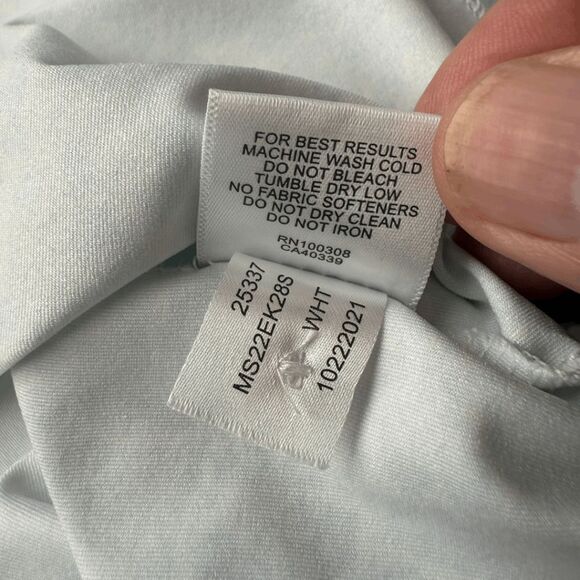 FOR BEST RESULTS
MACHINE WASH COLD
DO NOT BLEACH
TUMBLE DRY LOW
NO FABRIC SOFTENERS
DO NOT DRY CLEAN
DO NOT IRON
RN100308
CA40339
25337
MS22EK28S
WHT
10222021